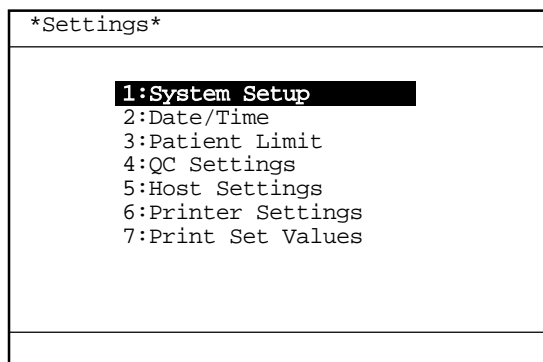 *Settings*
1:System Setup
2:Date/Time
3:Patient Limit
4:QC Settings
5:Host Settings
6:Printer Settings
7:Print Set Values